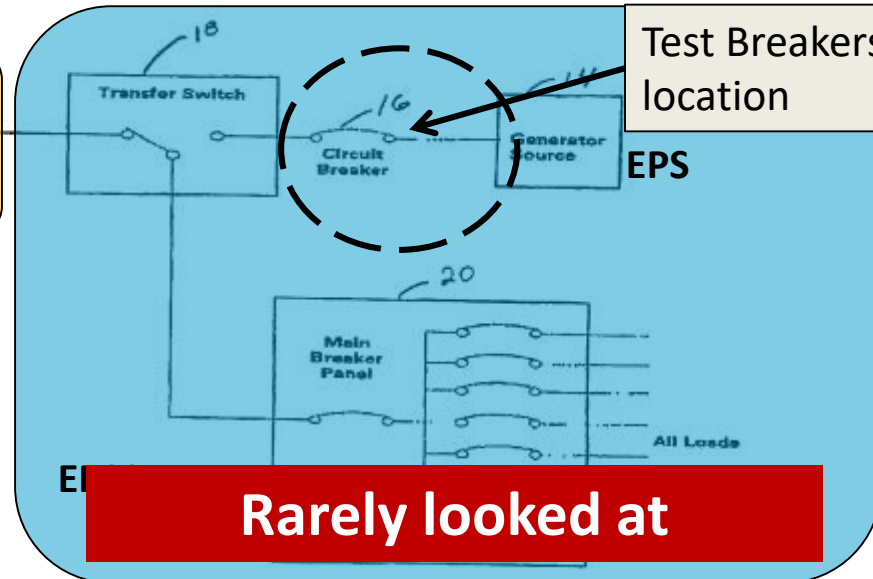 18
Transfer Switch
16
Circuit
Breaker
14
Generator
Source
Test Breakers
location
EPS
20
Main
Breaker
Panel
All Loads
Rarely looked at